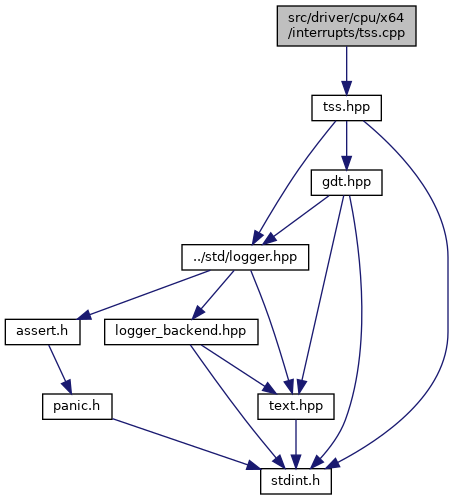 src/driver/cpu/x64
/interrupts/tss.cpp
tss.hpp
gdt.hpp
../std/logger.hpp
assert.h
logger_backend.hpp
panic.h
text.hpp
stdint.h